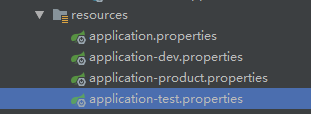 resources
application.properties
application-dev.properties
application-product.properties
application-test.properties